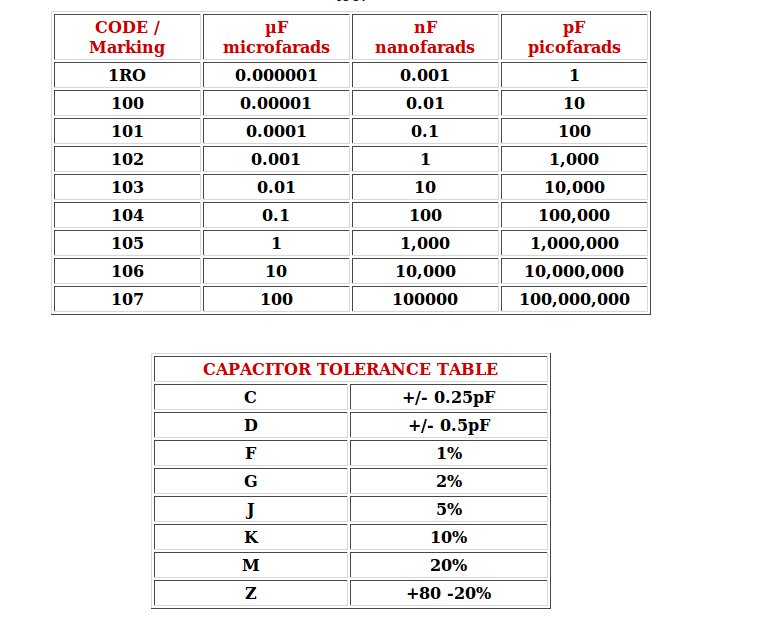 CODE / Marking µF microfarads nF nanofarads pF picofarads
1RO 0.000001 0.001 1
100 0.00001 0.01 10
101 0.0001 0.1 100
102 0.001 1 1,000
103 0.01 10 10,000
104 0.1 100 100,000
105 1 1,000 1,000,000
106 10 10,000 10,000,000
107 100 100000 100,000,000
CAPACITOR TOLERANCE TABLE
C +/- 0.25pF
D +/- 0.5pF
F 1%
G 2%
J 5%
K 10%
M 20%
Z +80 -20%